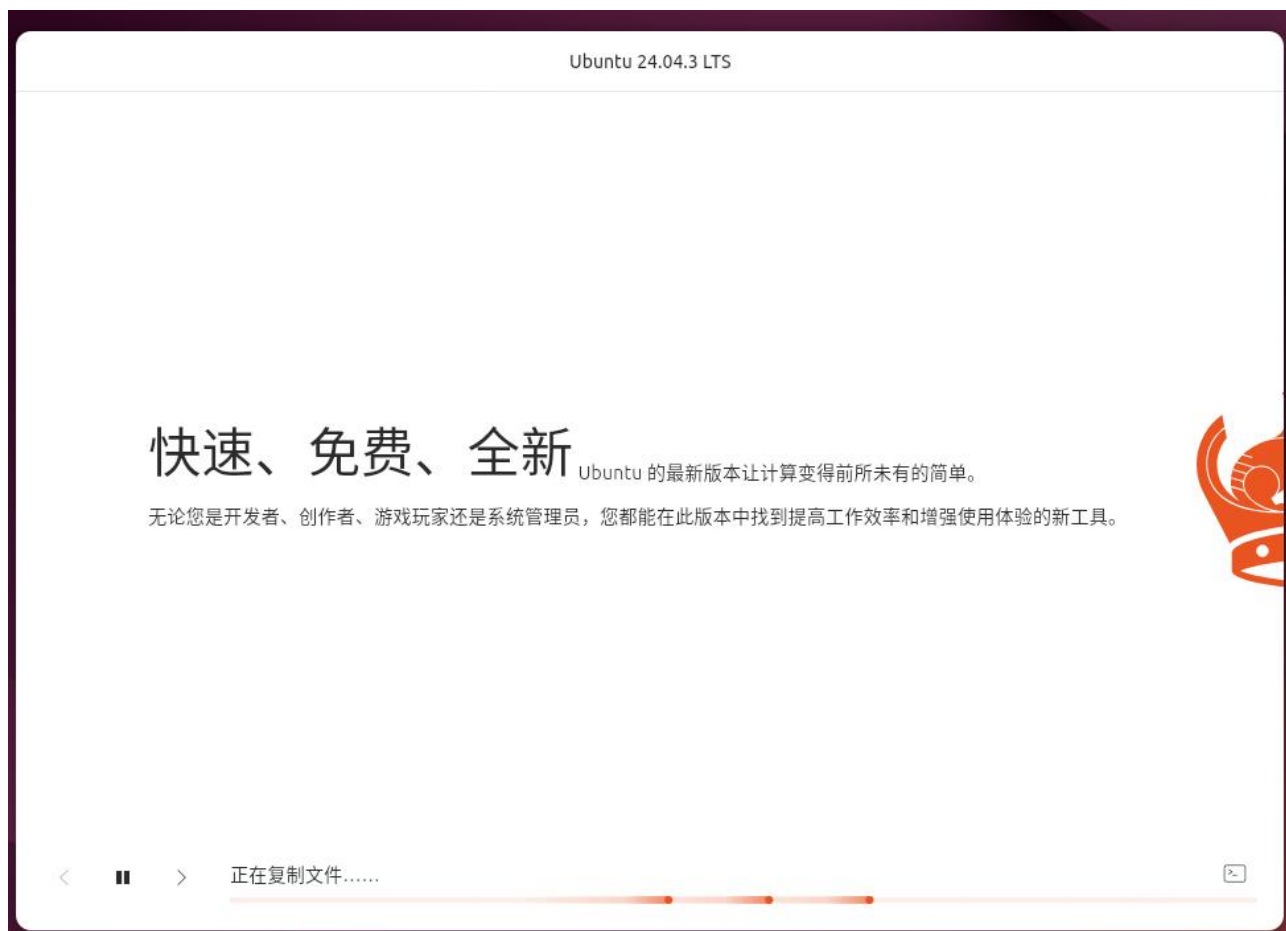 Ubuntu 24.04.3 LTS
快速、免费、全新 Ubuntu 的最新版本让计算变得前所未有的简单。
无论您是开发者、创作者、游戏玩家还是系统管理员，您都能在此版本中找到提高工作效率和增强使用体验的新工具。
正在复制文件……